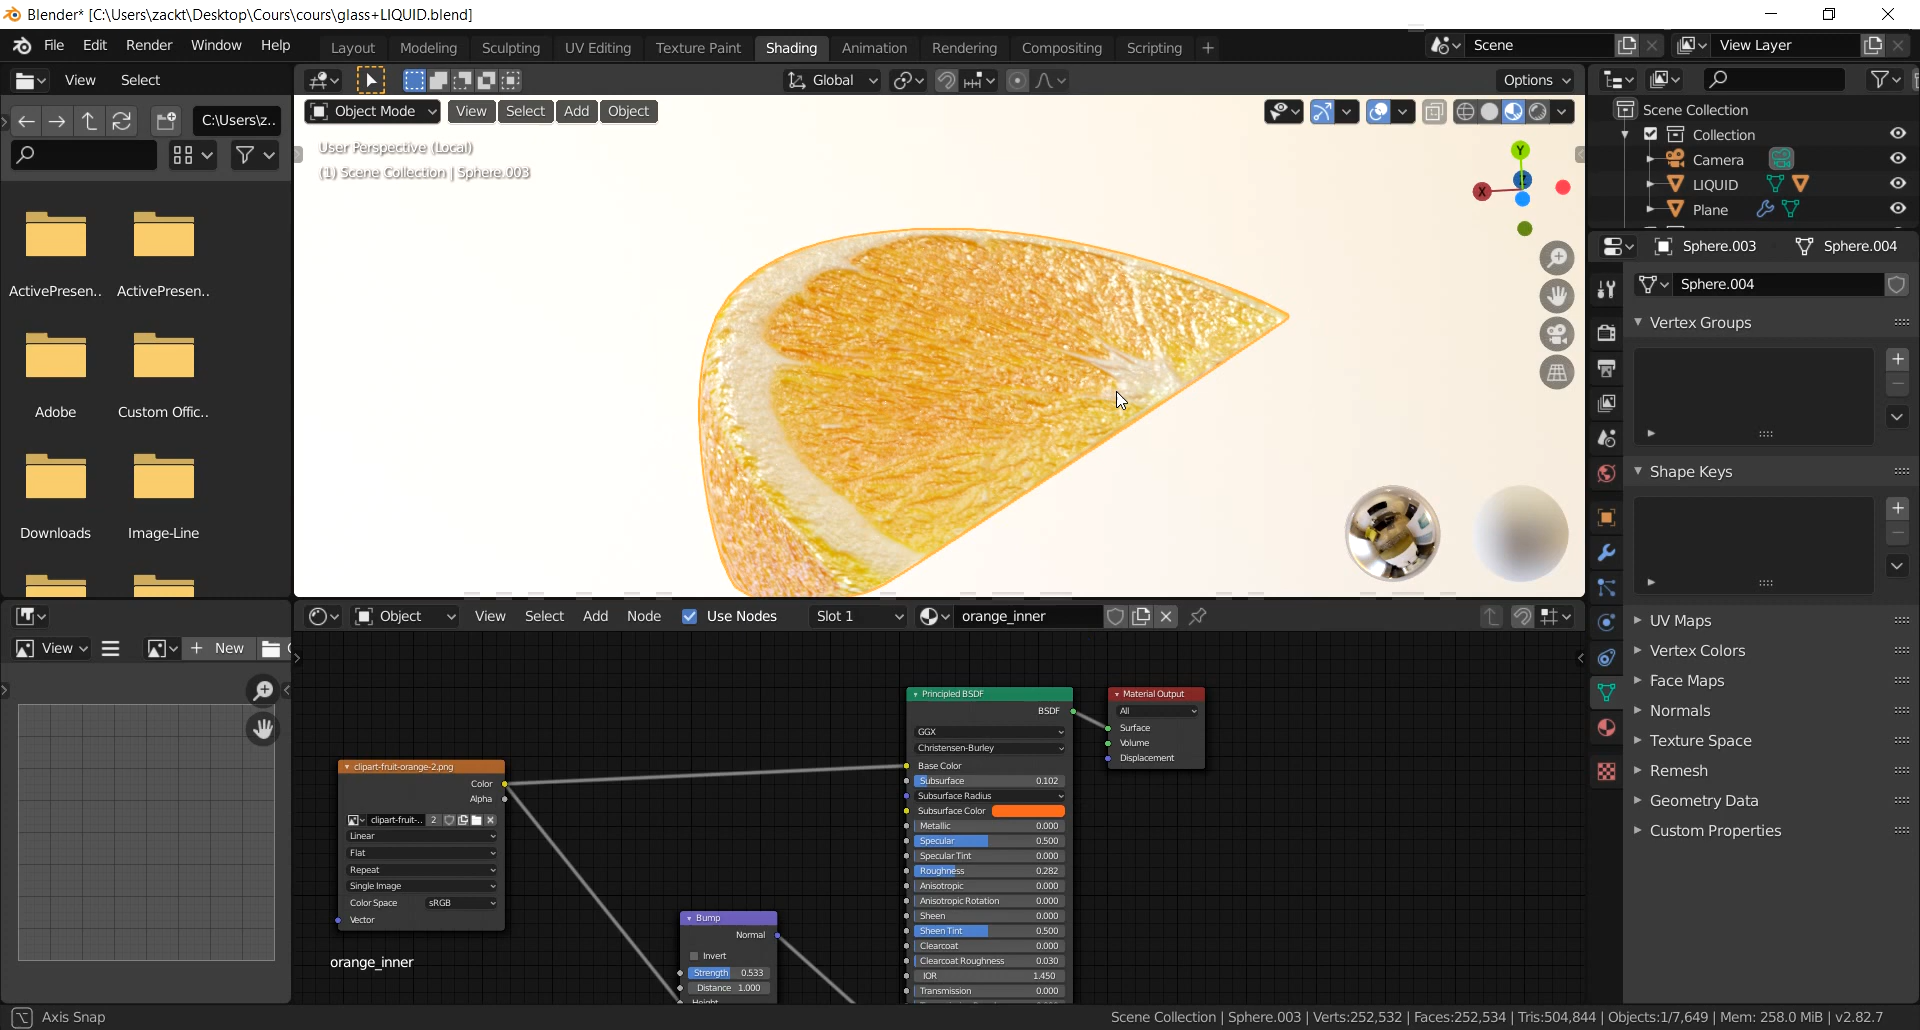 Blender* [C:\Users\zackt\Desktop\Cours\cours\glass+LIQUID.blend]
File Edit Render Window Help
Layout Modeling Sculpting UV Editing Texture Paint Shading Animation Rendering Compositing Scripting +
Scene
View Layer
View Select
Global
Options
Object Mode View Select Add Object
C:\Users\z..
User Perspective (Local)
(1) Scene Collection | Sphere.003
Y
X
Z
Scene Collection
Collection
Camera
LIQUID
Plane
Sphere.003 Sphere.004
Sphere.004
Vertex Groups
Shape Keys
UV Maps
Vertex Colors
Face Maps
Normals
Texture Space
Remesh
Geometry Data
Custom Properties
ActivePresen.. ActivePresen..
Adobe Custom Offic..
Downloads Image-Line
View + New
Object View Select Add Node Use Nodes Slot 1 orange_inner
clipart-fruit-orange-2.png
Color
Alpha
clipart-fruit-.. 2
Linear
Flat
Repeat
Single Image
Color Space sRGB
Vector
orange_inner
Bump
Normal
Invert
Strength 0.533
Distance 1.000
Height
Principled BSDF
BSDF
GGX
Christensen-Burley
Base Color
Subsurface 0.102
Subsurface Radius
Subsurface Color
Metallic 0.000
Specular 0.500
Specular Tint 0.000
Roughness 0.282
Anisotropic 0.000
Anisotropic Rotation 0.000
Sheen 0.000
Sheen Tint 0.500
Clearcoat 0.000
Clearcoat Roughness 0.030
IOR 1.450
Transmission 0.000
Material Output
All
Surface
Volume
Displacement
Axis Snap
Scene Collection | Sphere.003 | Verts:252,532 | Faces:252,534 | Tris:504,844 | Objects:1/7,649 | Mem: 258.0 MiB | v2.82.7